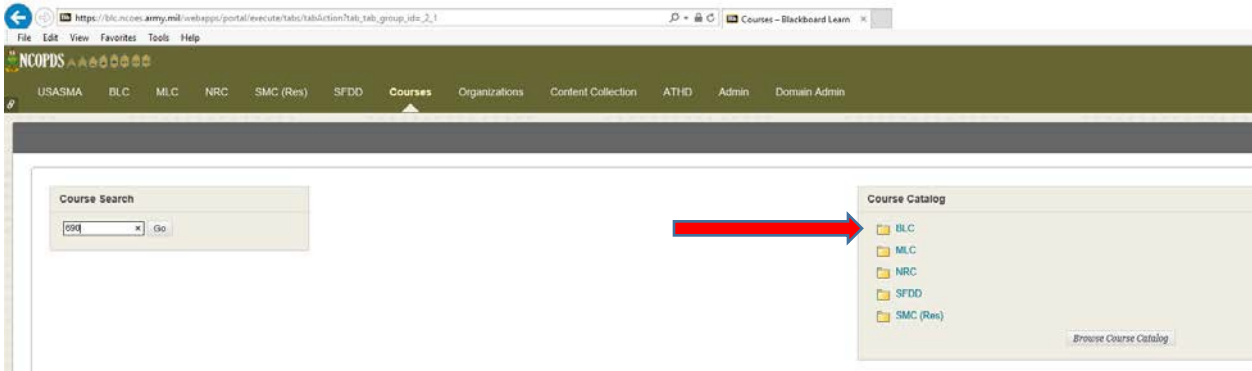 https://blc.ncoes.army.mil/webapps/portal/execute/tabs/tabAction?tab_tab_group_id=_2_1
Courses – Blackboard Learn
File Edit View Favorites Tools Help
NCOPDS
USASMA BLC MLC NRC SMC (Res) SFDD Courses Organizations Content Collection ATHD Admin Domain Admin
Course Search
690 Go
Course Catalog
BLC
MLC
NRC
SFDD
SMC (Res)
Browse Course Catalog